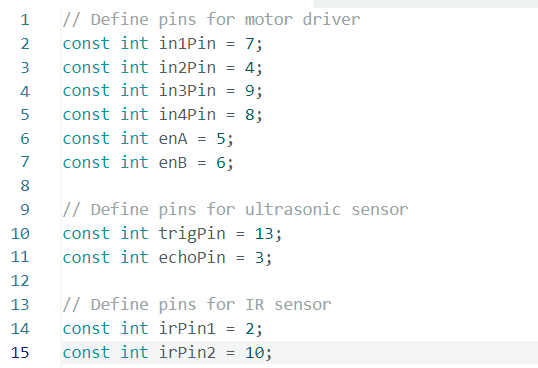 1 // Define pins for motor driver
2 const int in1Pin = 7;
3 const int in2Pin = 4;
4 const int in3Pin = 9;
5 const int in4Pin = 8;
6 const int enA = 5;
7 const int enB = 6;
8
9 // Define pins for ultrasonic sensor
10 const int trigPin = 13;
11 const int echoPin = 3;
12
13 // Define pins for IR sensor
14 const int irPin1 = 2;
15 const int irPin2 = 10;